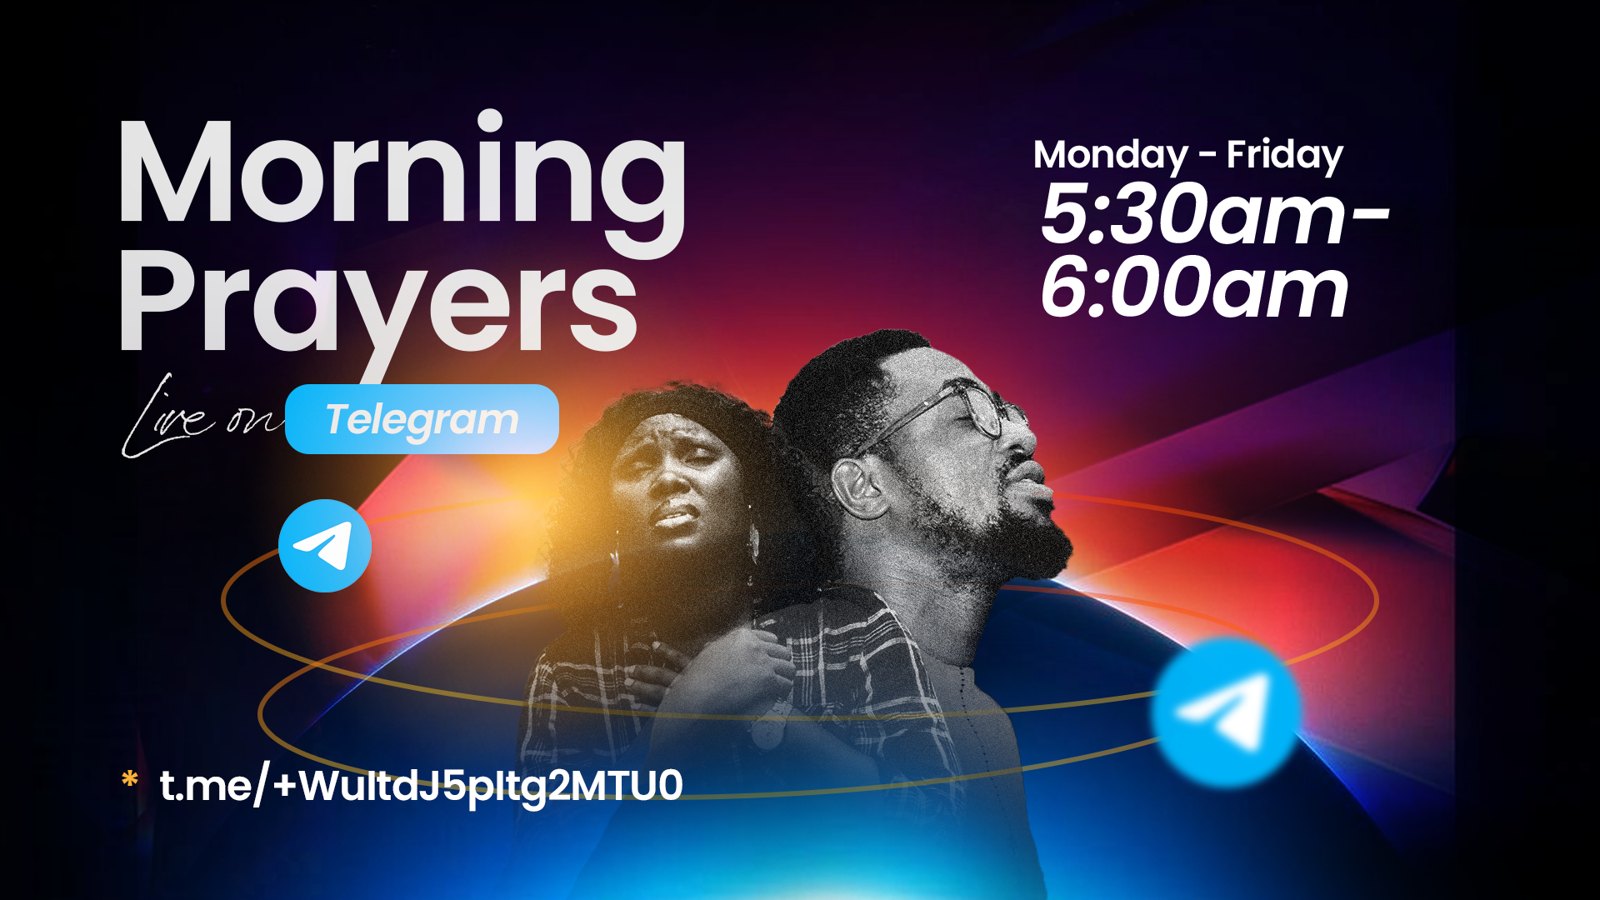 Morning
Prayers
Live on Telegram
Monday - Friday
5:30am-
6:00am
* t.me/+WuItdJ5pItg2MTU0